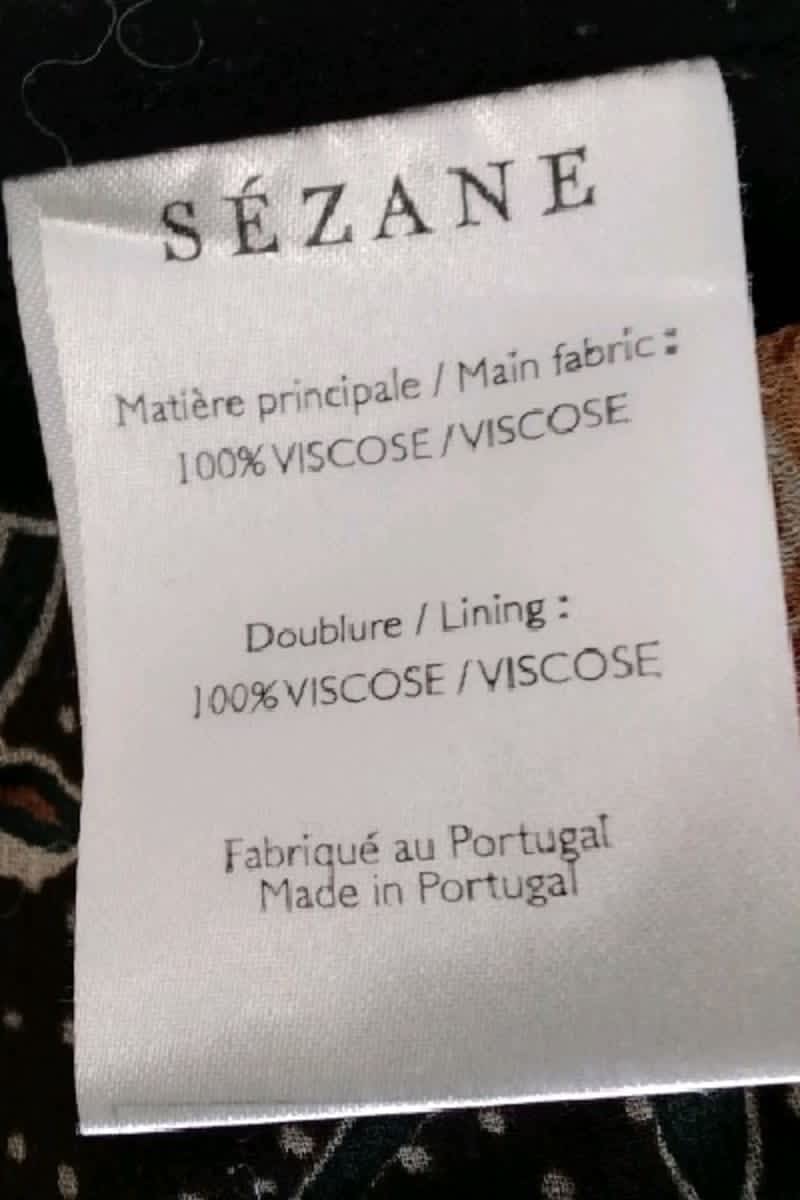 SÉZANE
Matière principale / Main fabric :
100% VISCOSE / VISCOSE
Doublure / Lining :
100% VISCOSE / VISCOSE
Fabriqué au Portugal
Made in Portugal